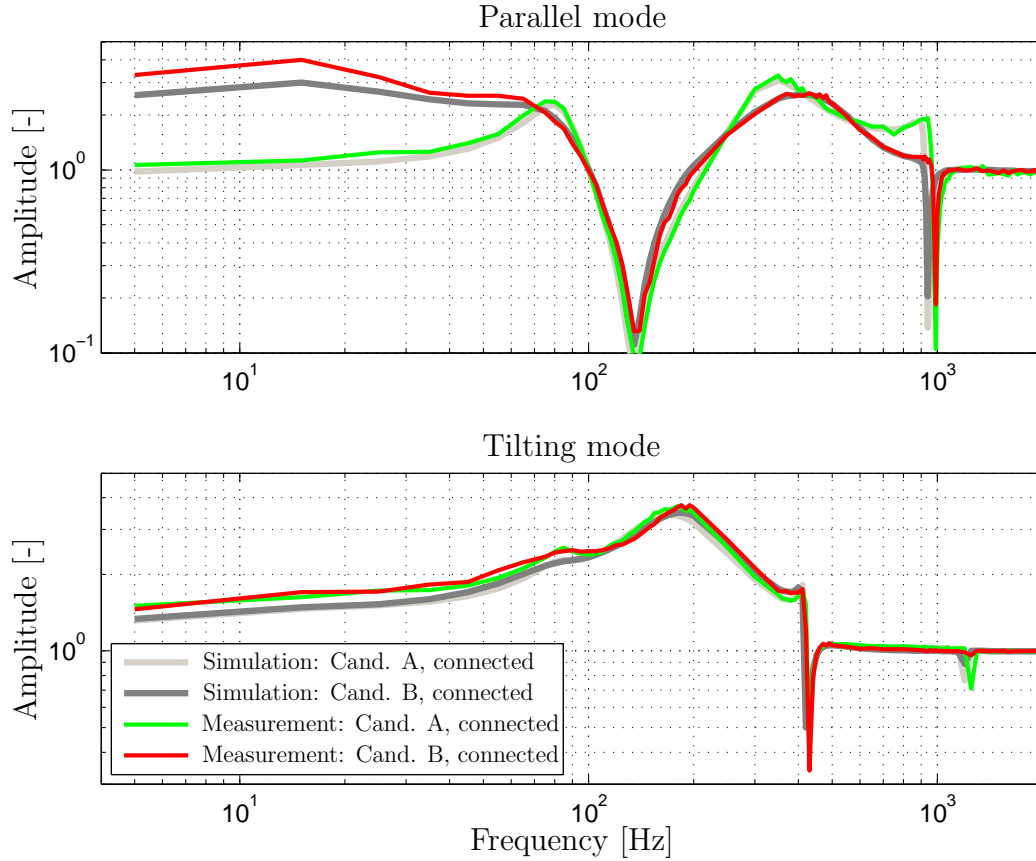 Parallel mode
Amplitude [-]
10^0
10^-1
10^1
10^2
10^3
Tilting mode
Amplitude [-]
10^0
Simulation: Cand. A, connected
Simulation: Cand. B, connected
Measurement: Cand. A, connected
Measurement: Cand. B, connected
10^1
10^2
10^3
Frequency [Hz]